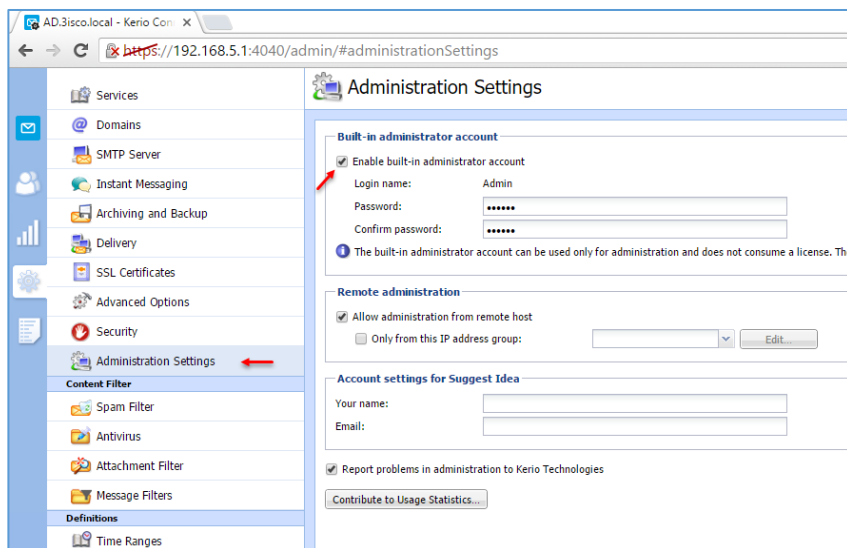 AD.3isco.local - Kerio Con
https://192.168.5.1:4040/admin/#administrationSettings
Services
Domains
SMTP Server
Instant Messaging
Archiving and Backup
Delivery
SSL Certificates
Advanced Options
Security
Administration Settings
Content Filter
Spam Filter
Antivirus
Attachment Filter
Message Filters
Definitions
Time Ranges
Administration Settings
Built-in administrator account
Enable built-in administrator account
Login name: Admin
Password: ••••••
Confirm password: ••••••
The built-in administrator account can be used only for administration and does not consume a license. Th
Remote administration
Allow administration from remote host
Only from this IP address group: Edit...
Account settings for Suggest Idea
Your name:
Email:
Report problems in administration to Kerio Technologies
Contribute to Usage Statistics...